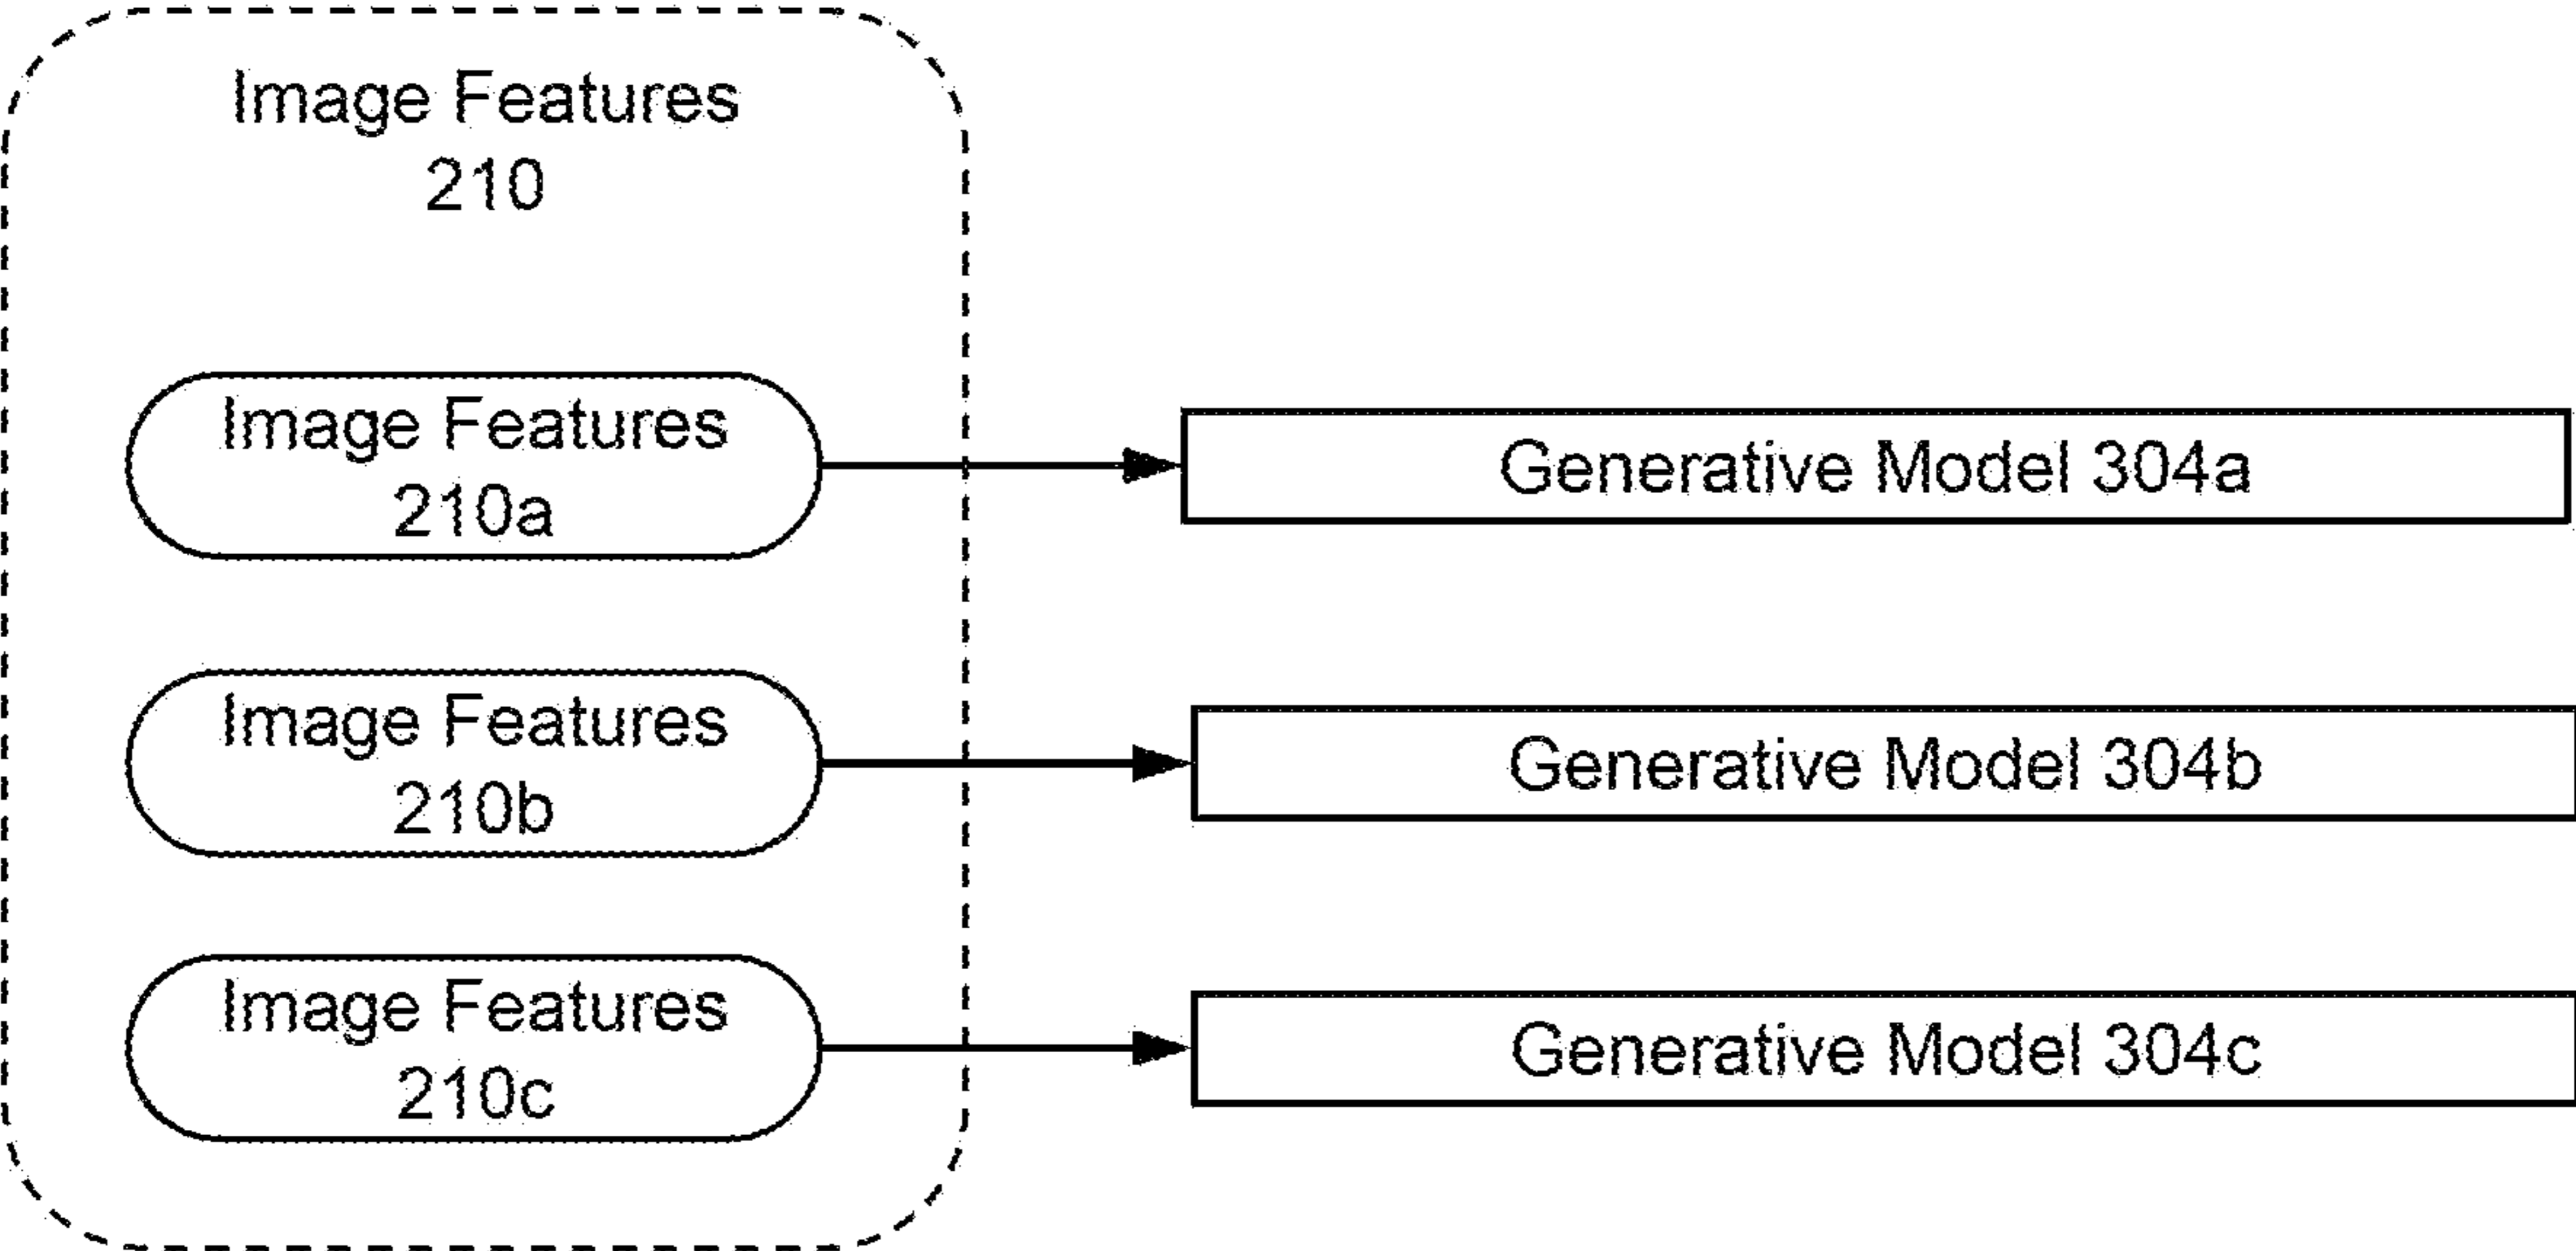 Image Features
210
Image Features
210a
Generative Model 304a
Image Features
210b
Generative Model 304b
Image Features
210c
Generative Model 304c